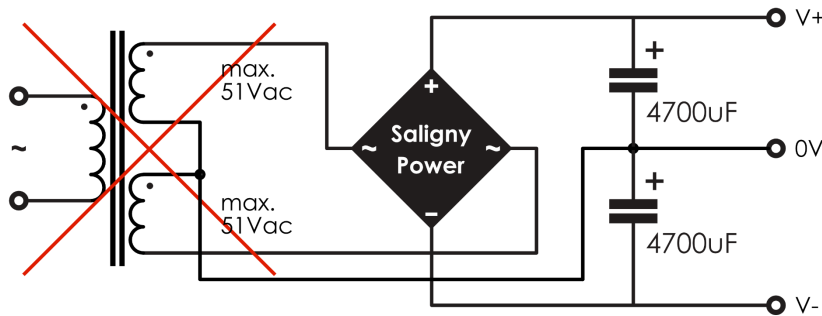 V+
max.
51Vac
+
+
4700uF
~
Saligny
Power
~
~
0V
+
max.
51Vac
−
4700uF
V-